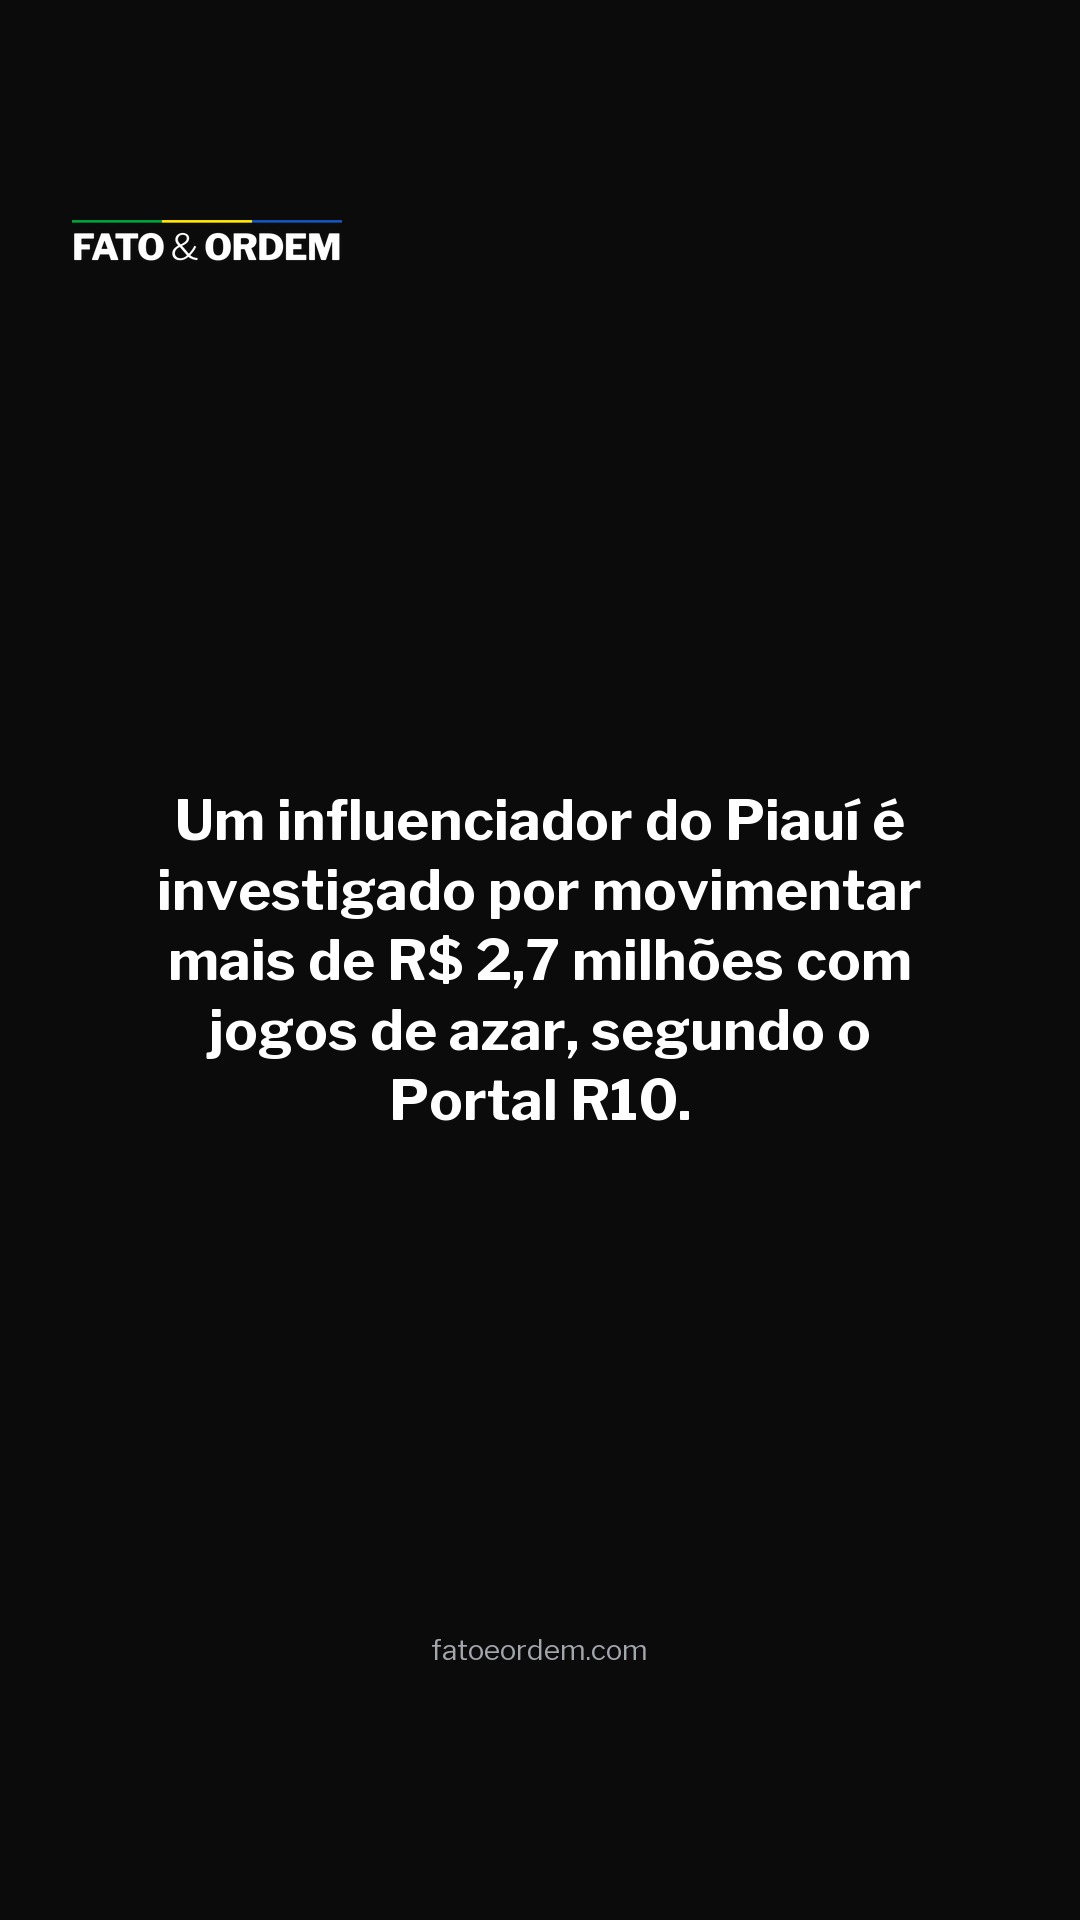 FATO & ORDEM
Um influenciador do Piauí é
investigado por movimentar
mais de R$ 2,7 milhões com
jogos de azar, segundo o
Portal R10.
fatoeordem.com